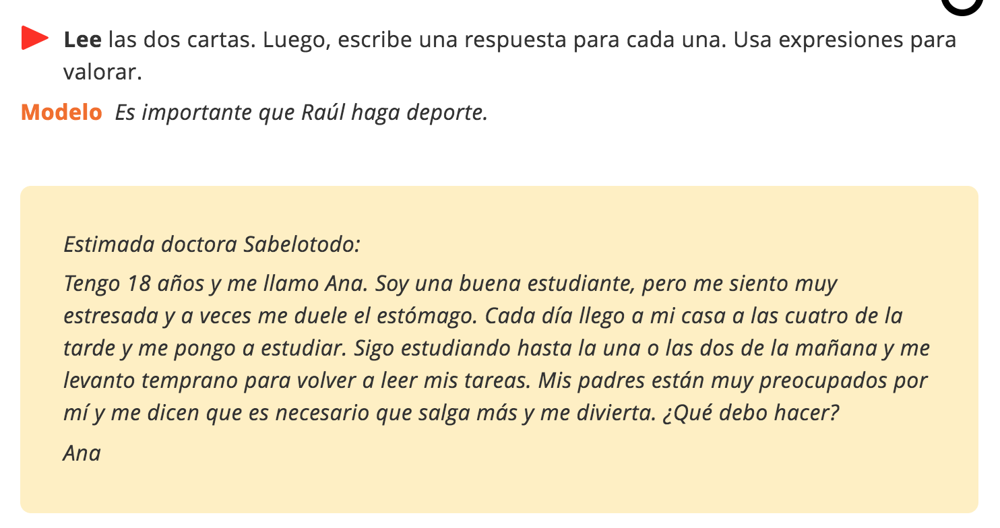 Lee las dos cartas. Luego, escribe una respuesta para cada una. Usa expresiones para
valorar.
Modelo Es importante que Raúl haga deporte.
Estimada doctora Sabelotodo:
Tengo 18 años y me llamo Ana. Soy una buena estudiante, pero me siento muy
estresada y a veces me duele el estómago. Cada día llego a mi casa a las cuatro de la
tarde y me pongo a estudiar. Sigo estudiando hasta la una o las dos de la mañana y me
levanto temprano para volver a leer mis tareas. Mis padres están muy preocupados por
mí y me dicen que es necesario que salga más y me divierta. ¿Qué debo hacer?
Ana